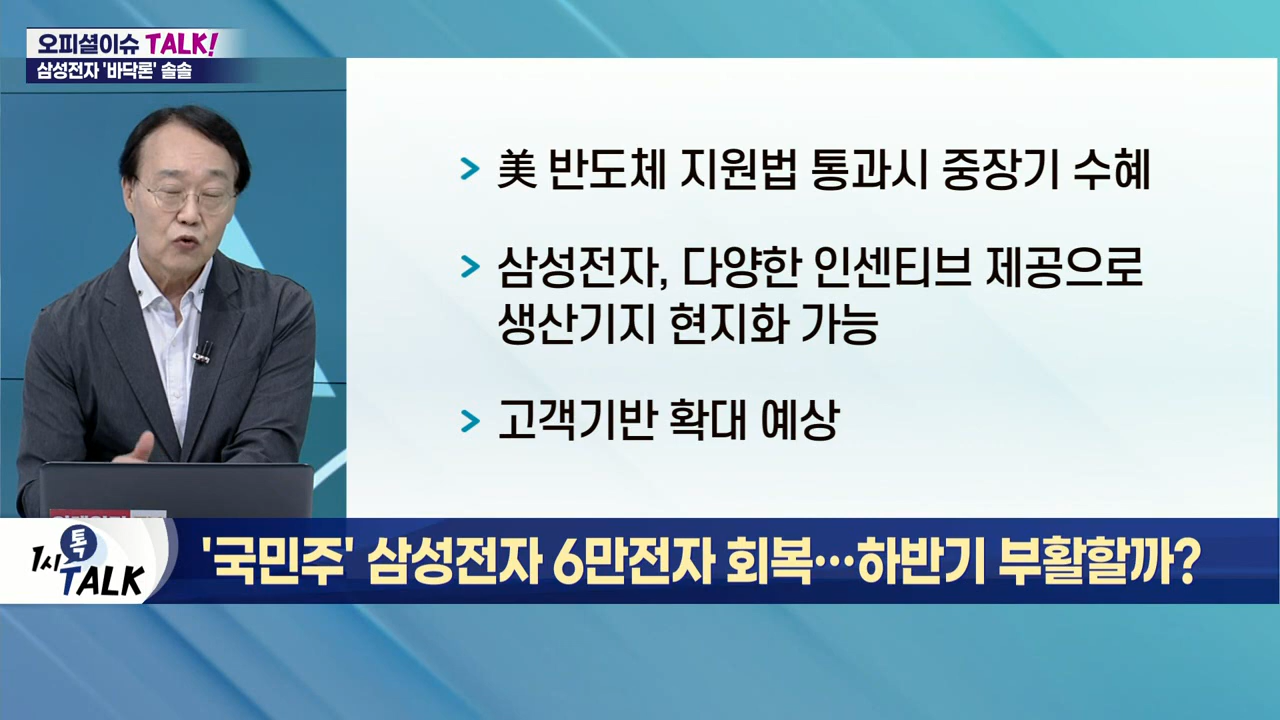 오피셜이슈 TALK!
삼성전자 '바닥론' 솔솔
> 美 반도체 지원법 통과시 중장기 수혜
> 삼성전자, 다양한 인센티브 제공으로
생산기지 현지화 가능
> 고객기반 확대 예상
1시 톡 TALK
'국민주' 삼성전자 6만전자 회복…하반기 부활할까?